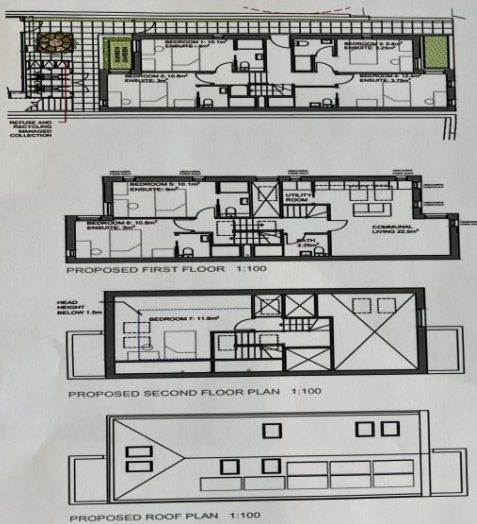 BEDROOM 1: 10.1m²
ENSUITE: 3m²
BEDROOM 3: 9.8m²
ENSUITE: 3.25m²
BEDROOM 2: 10.8m²
ENSUITE: 3m²
BEDROOM 4: 12.4m²
ENSUITE: 3.75m²
REFUSE AND
RECYCLING
MANAGED
COLLECTION
BEDROOM 5: 10.1m²
ENSUITE: 3m²
UTILITY
ROOM
BEDROOM 6: 10.8m²
ENSUITE: 3m²
COMMUNAL
LIVING 22.5m²
BATH
3.25m²
PROPOSED FIRST FLOOR 1:100
HEAD
HEIGHT
BELOW 1.5m
BEDROOM 7: 11.8m²
PROPOSED SECOND FLOOR PLAN 1:100
PROPOSED ROOF PLAN 1:100